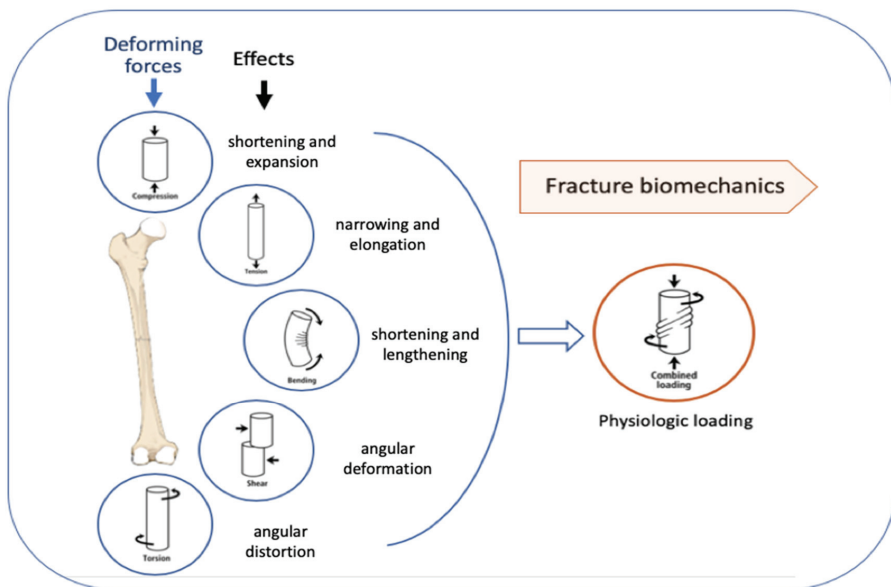 Deforming
forces
Effects
Compression
shortening and
expansion
Fracture biomechanics
Tension
narrowing and
elongation
Bending
shortening and
lengthening
Combined
loading
Physiologic loading
Shear
angular
deformation
Torsion
angular
distortion